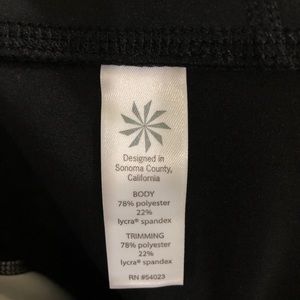 Designed in
Sonoma County,
California
BODY
78% polyester
22%
lycra® spandex
TRIMMING
78% polyester
22%
lycra® spandex
RN #54023